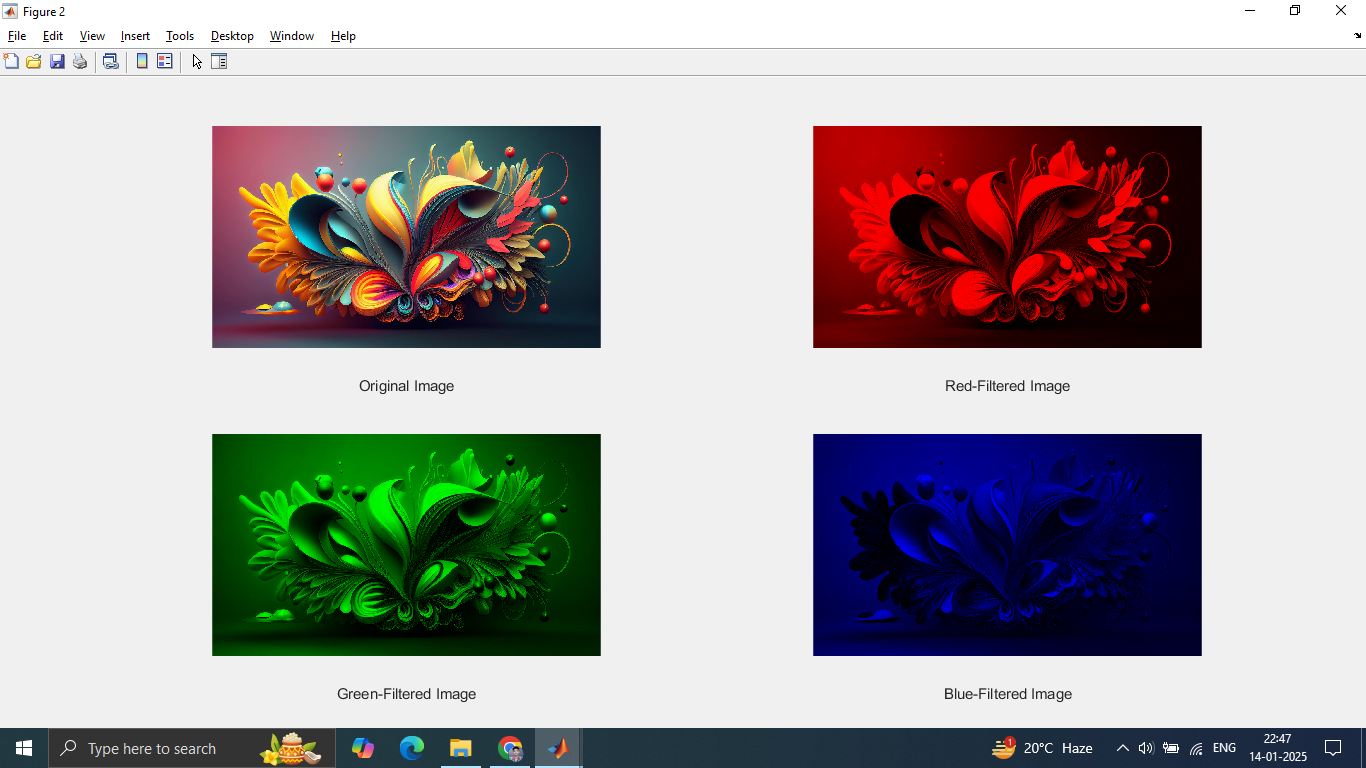 Figure 2
File Edit View Insert Tools Desktop Window Help
Original Image
Red-Filtered Image
Green-Filtered Image
Blue-Filtered Image
Type here to search
1
20°C Haze
ENG
22:47
14-01-2025